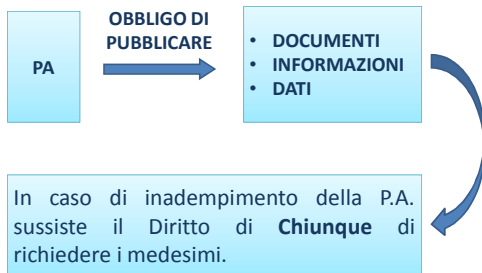 OBBLIGO DI
PUBBLICARE
PA
• DOCUMENTI
• INFORMAZIONI
• DATI
In caso di inadempimento della P.A.
sussiste il Diritto di Chiunque di
richiedere i medesimi.